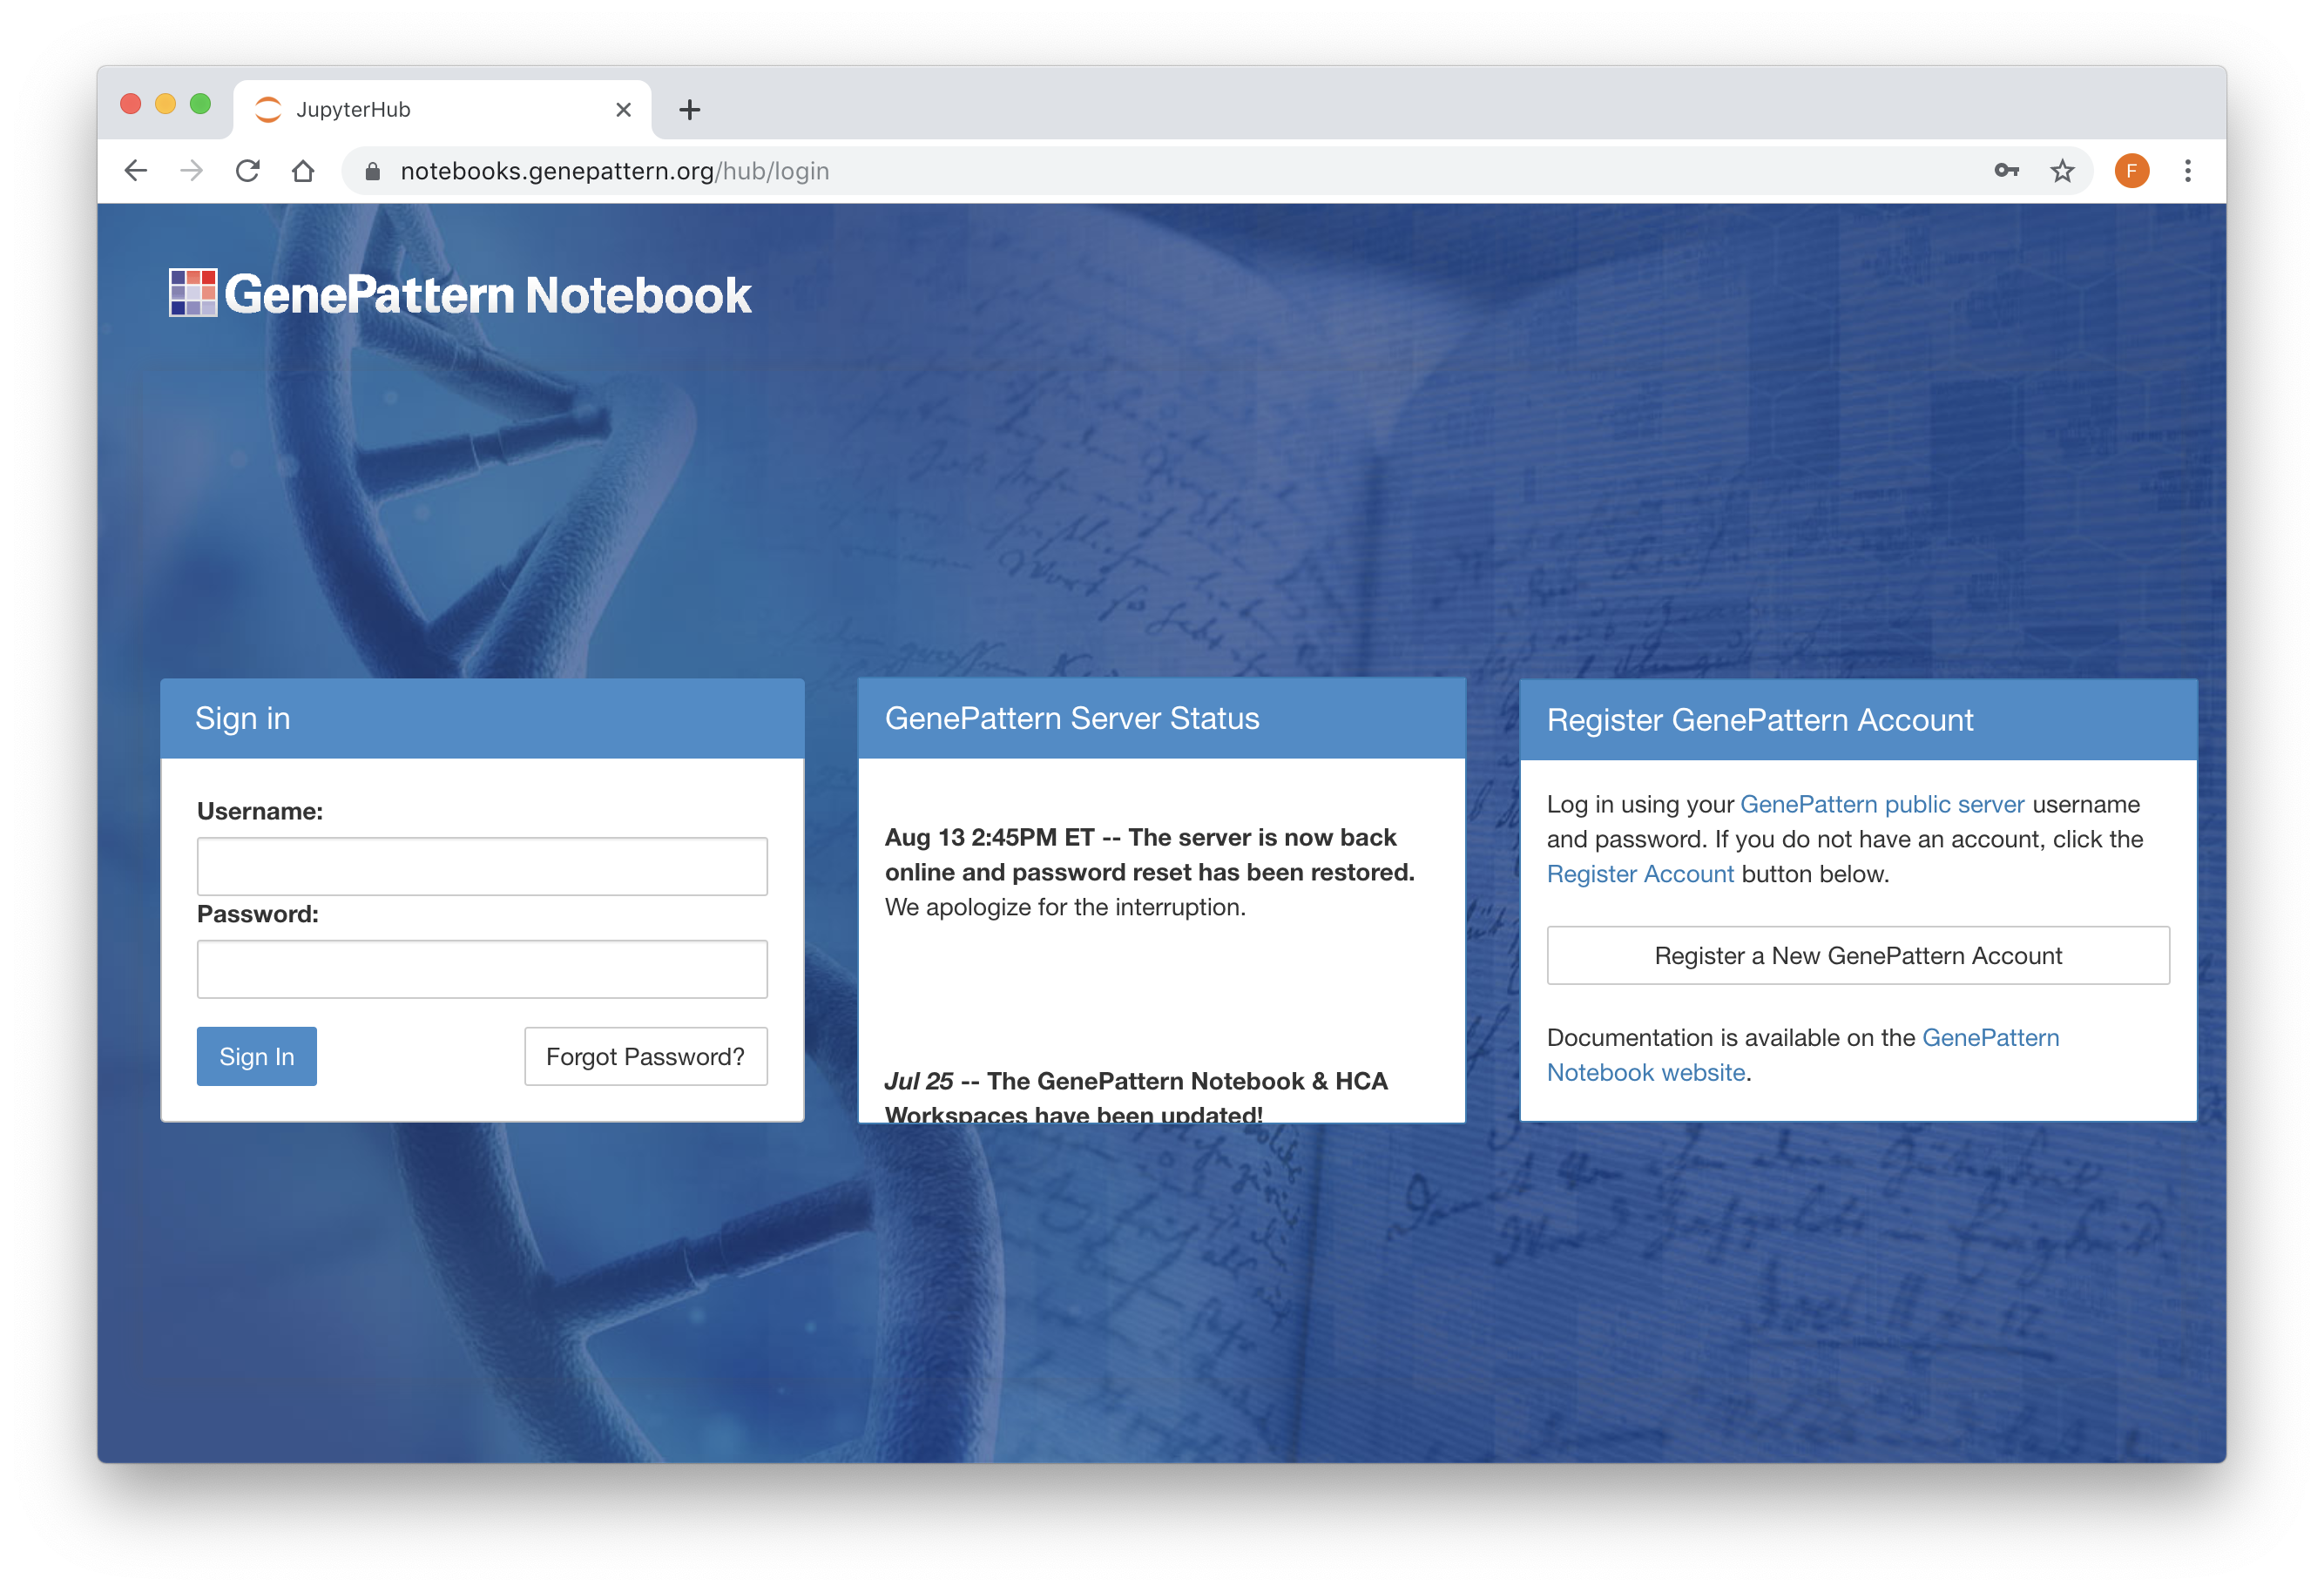 JupyterHub
notebooks.genepattern.org/hub/login
F
GenePattern Notebook
Sign in
Username:
Password:
Sign In
Forgot Password?
GenePattern Server Status
Aug 13 2:45PM ET -- The server is now back
online and password reset has been restored.
We apologize for the interruption.
Jul 25 -- The GenePattern Notebook & HCA
Workspaces have been updated!
Register GenePattern Account
Log in using your GenePattern public server username
and password. If you do not have an account, click the
Register Account button below.
Register a New GenePattern Account
Documentation is available on the GenePattern
Notebook website.